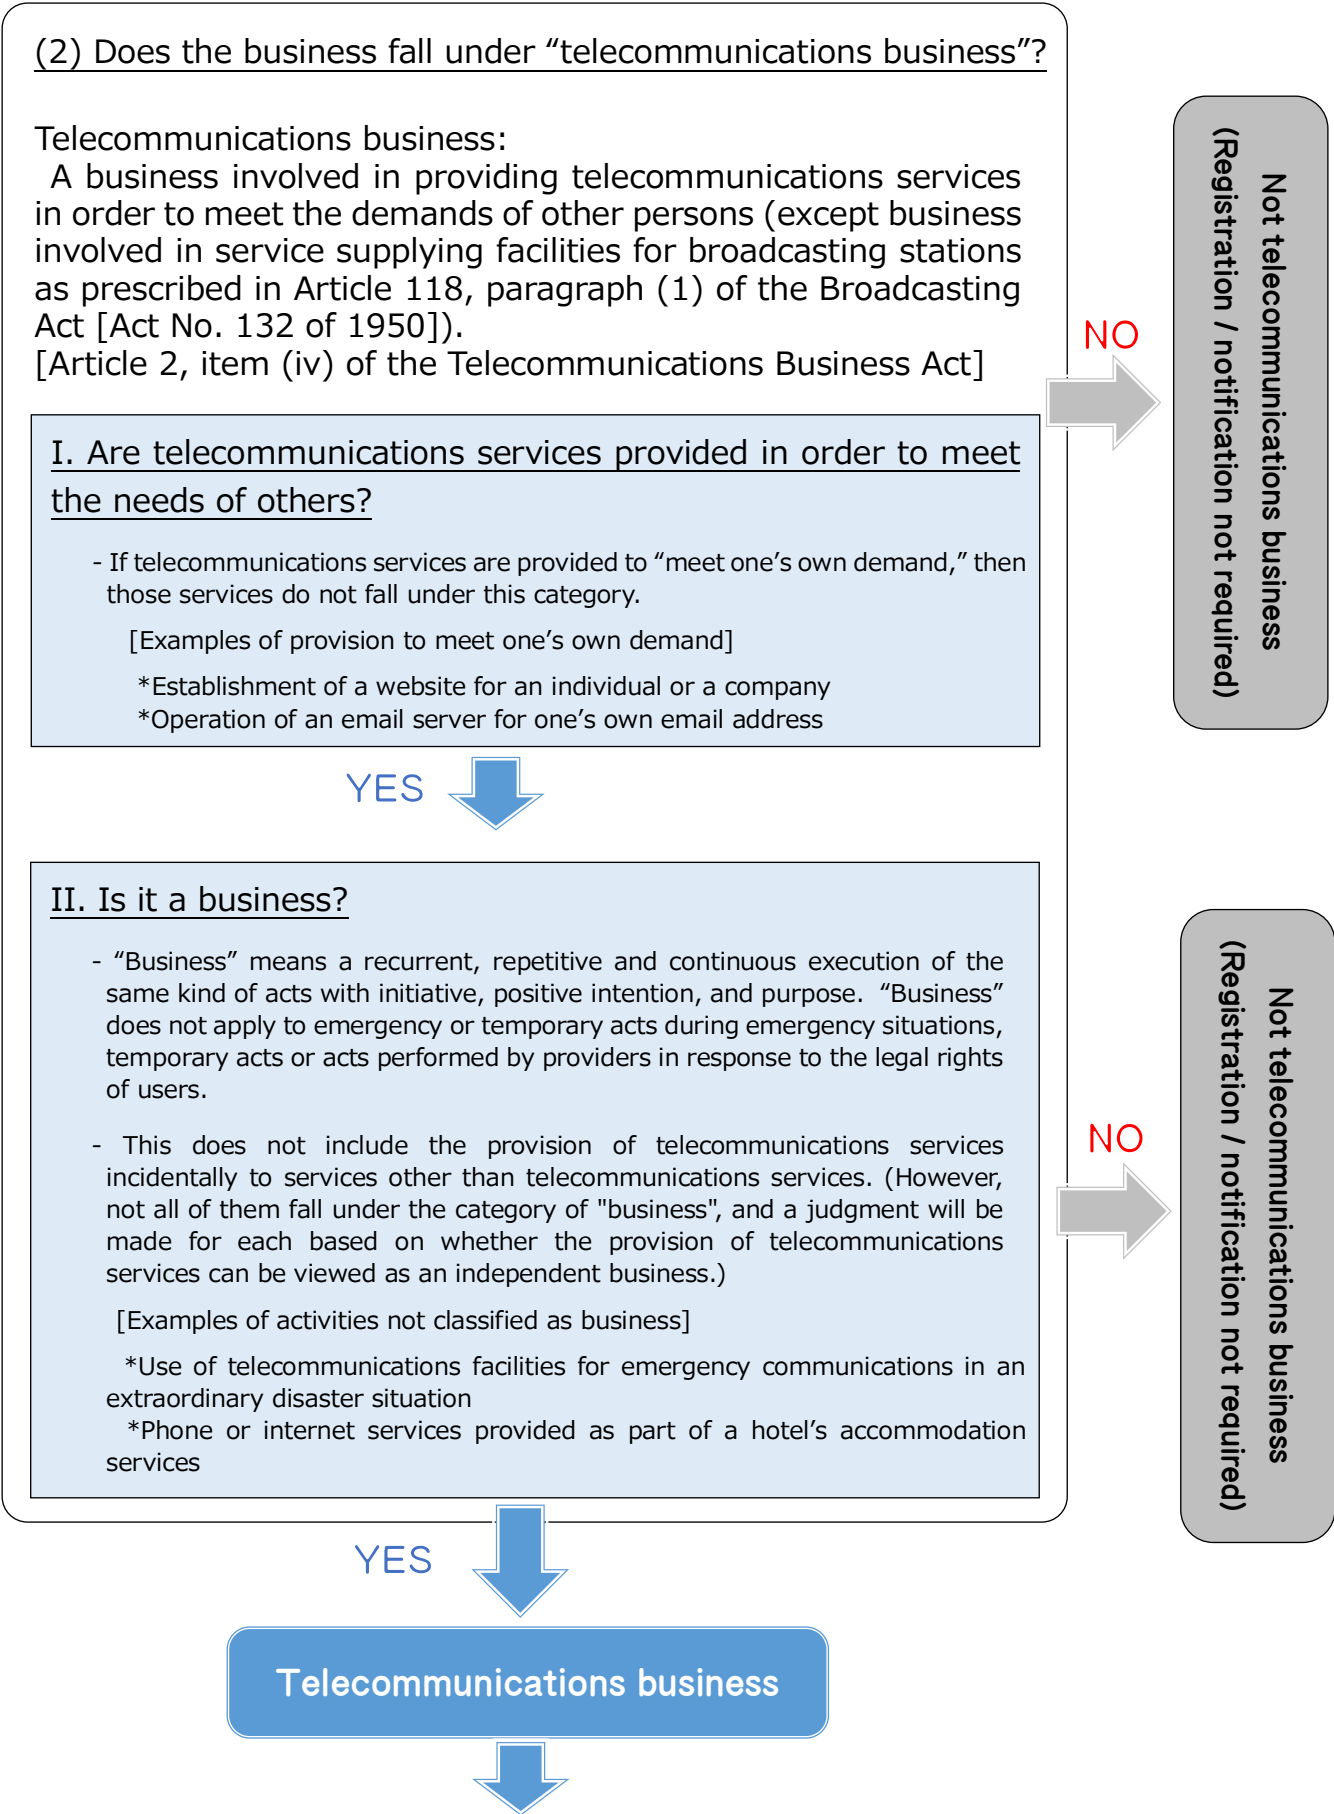 (2) Does the business fall under “telecommunications business”?
Telecommunications business:
A business involved in providing telecommunications services
in order to meet the demands of other persons (except business
involved in service supplying facilities for broadcasting stations
as prescribed in Article 118, paragraph (1) of the Broadcasting
Act [Act No. 132 of 1950]).
[Article 2, item (iv) of the Telecommunications Business Act]
NO
Not telecommunications business
(Registration / notification not required)
I. Are telecommunications services provided in order to meet
the needs of others?
- If telecommunications services are provided to “meet one’s own demand,” then
those services do not fall under this category.
[Examples of provision to meet one’s own demand]
*Establishment of a website for an individual or a company
*Operation of an email server for one’s own email address
YES
II. Is it a business?
- “Business” means a recurrent, repetitive and continuous execution of the
same kind of acts with initiative, positive intention, and purpose. “Business”
does not apply to emergency or temporary acts during emergency situations,
temporary acts or acts performed by providers in response to the legal rights
of users.
- This does not include the provision of telecommunications services
incidentally to services other than telecommunications services. (However,
not all of them fall under the category of "business", and a judgment will be
made for each based on whether the provision of telecommunications
services can be viewed as an independent business.)
[Examples of activities not classified as business]
*Use of telecommunications facilities for emergency communications in an
extraordinary disaster situation
*Phone or internet services provided as part of a hotel’s accommodation
services
NO
Not telecommunications business
(Registration / notification not required)
YES
Telecommunications business